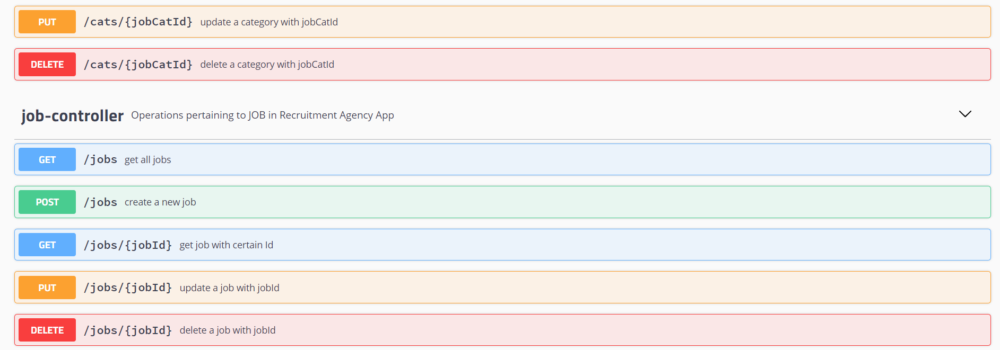 PUT /cats/{jobCatId} update a category with jobCatId
DELETE /cats/{jobCatId} delete a category with jobCatId
job-controller Operations pertaining to JOB in Recruitment Agency App
GET /jobs get all jobs
POST /jobs create a new job
GET /jobs/{jobId} get job with certain Id
PUT /jobs/{jobId} update a job with jobId
DELETE /jobs/{jobId} delete a job with jobId